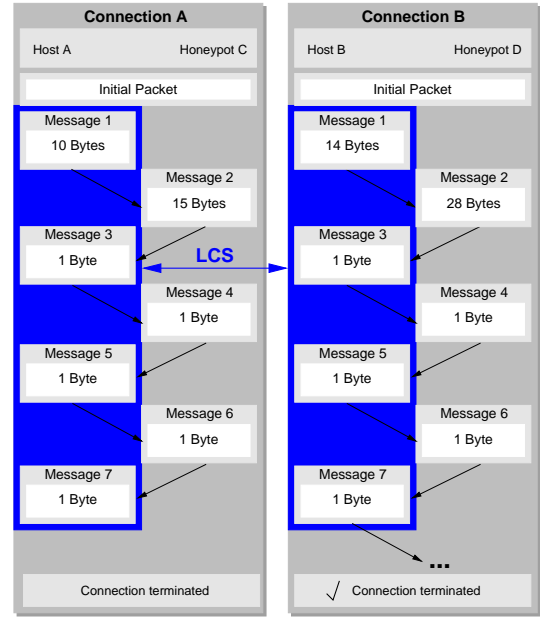 Connection A
Host A
Honeypot C
Initial Packet
Message 1
10 Bytes
Message 2
15 Bytes
Message 3
1 Byte
Message 4
1 Byte
Message 5
1 Byte
Message 6
1 Byte
Message 7
1 Byte
Connection terminated
LCS
Connection B
Host B
Honeypot D
Initial Packet
Message 1
14 Bytes
Message 2
28 Bytes
Message 3
1 Byte
Message 4
1 Byte
Message 5
1 Byte
Message 6
1 Byte
Message 7
1 Byte
...
√ Connection terminated